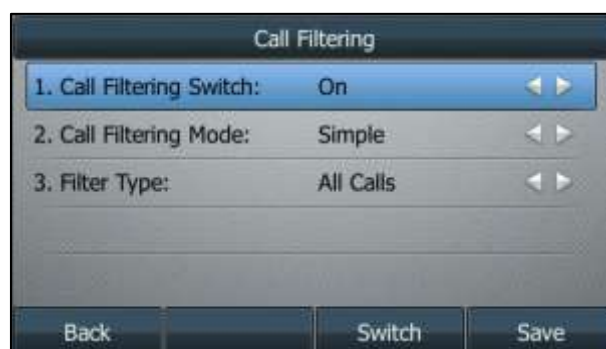 Call Filtering
1. Call Filtering Switch: On
2. Call Filtering Mode: Simple
3. Filter Type: All Calls
Back Switch Save